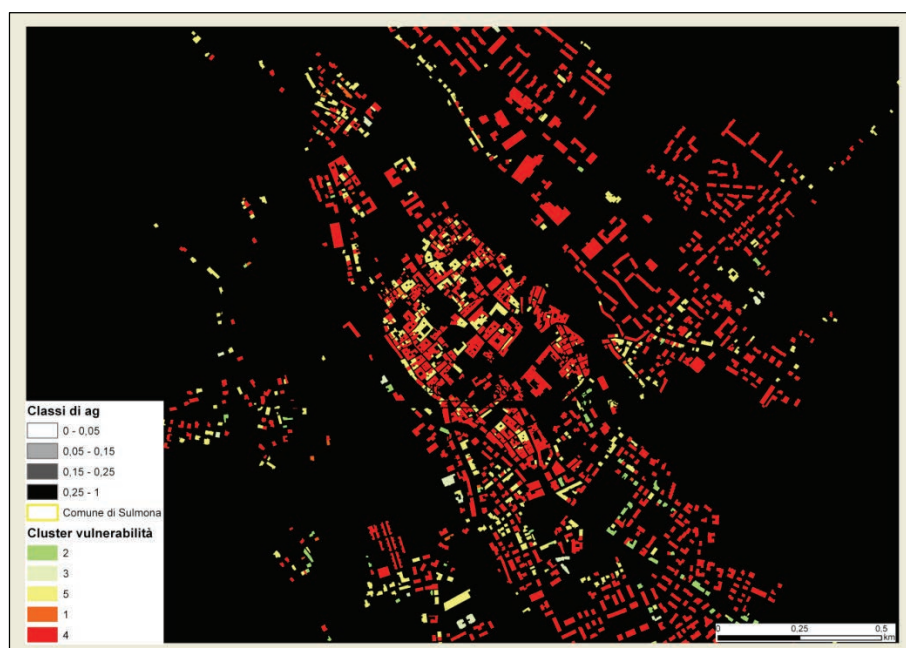 Classi di ag
0 - 0,05
0,05 - 0,15
0,15 - 0,25
0,25 - 1
Comune di Sulmona
Cluster vulnerabilità
2
3
5
1
4
0 0,25 0,5
km